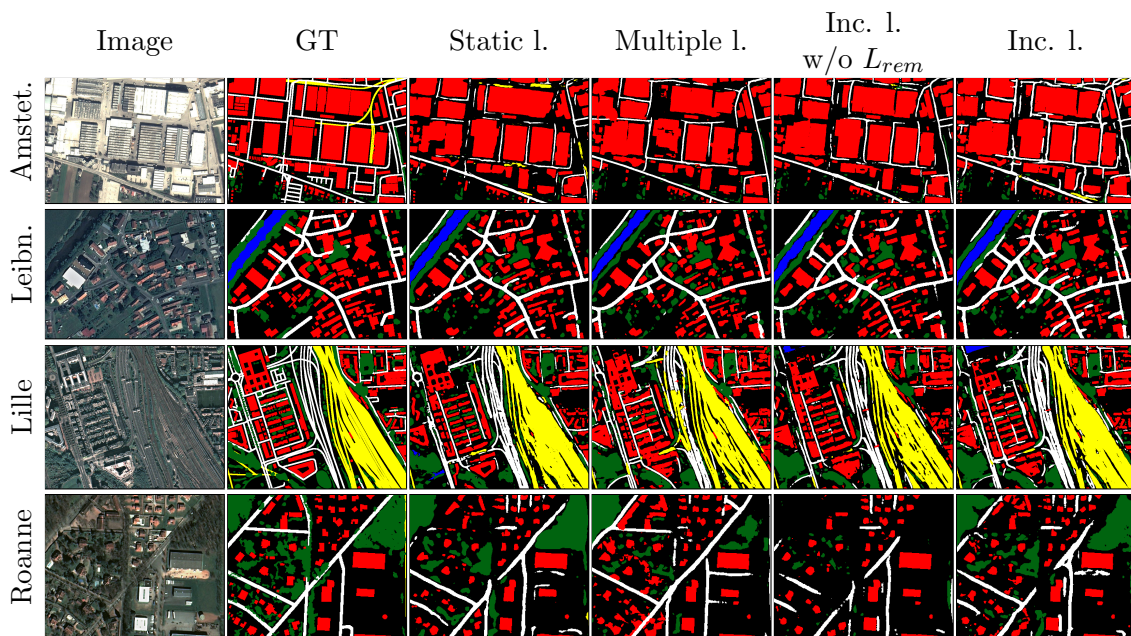 Image GT Static l. Multiple l. Inc. l. w/o L_rem Inc. l.
Amstet.
Leibn.
Lille
Roanne